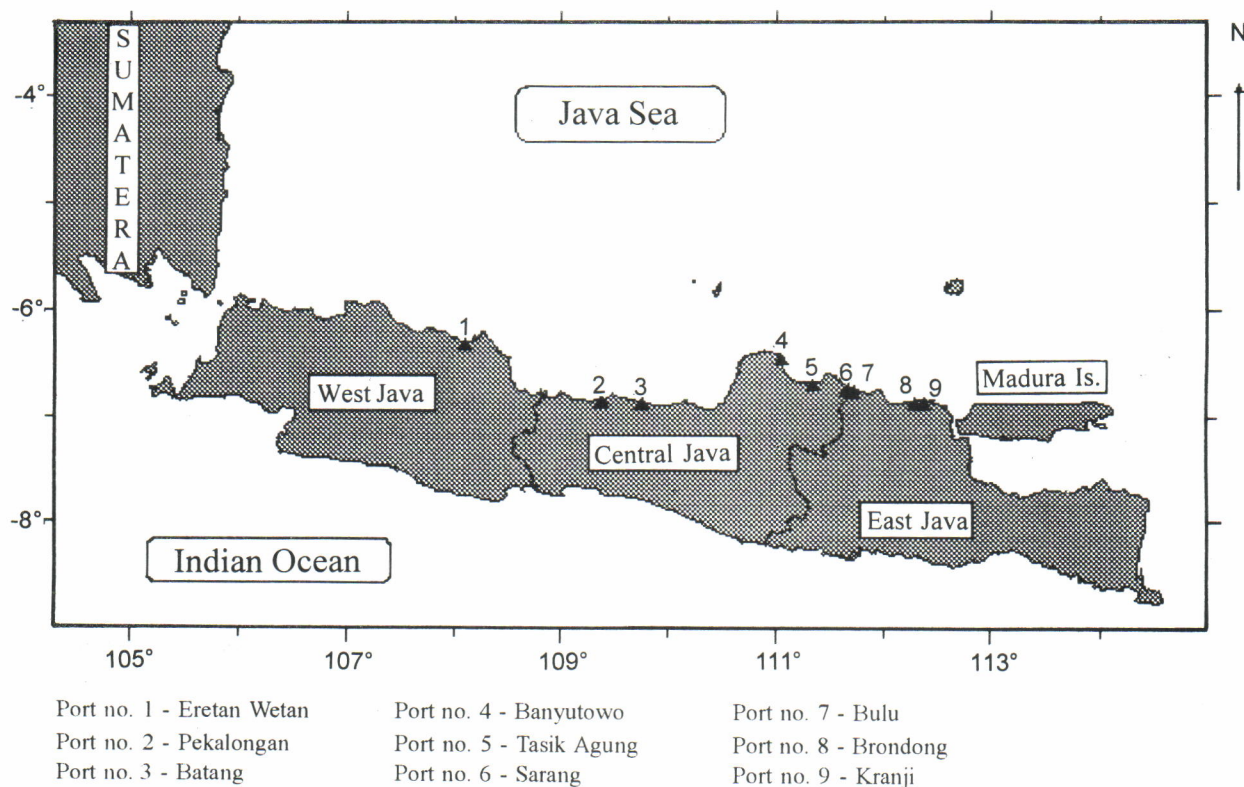 SUMATERA
N
Java Sea
-4°
-6°
-8°
1
2
3
4
5
6
7
8
9
West Java
Central Java
East Java
Madura Is.
Indian Ocean
105°
107°
109°
111°
113°
Port no. 1 - Eretan Wetan
Port no. 2 - Pekalongan
Port no. 3 - Batang
Port no. 4 - Banyutowo
Port no. 5 - Tasik Agung
Port no. 6 - Sarang
Port no. 7 - Bulu
Port no. 8 - Brondong
Port no. 9 - Kranji